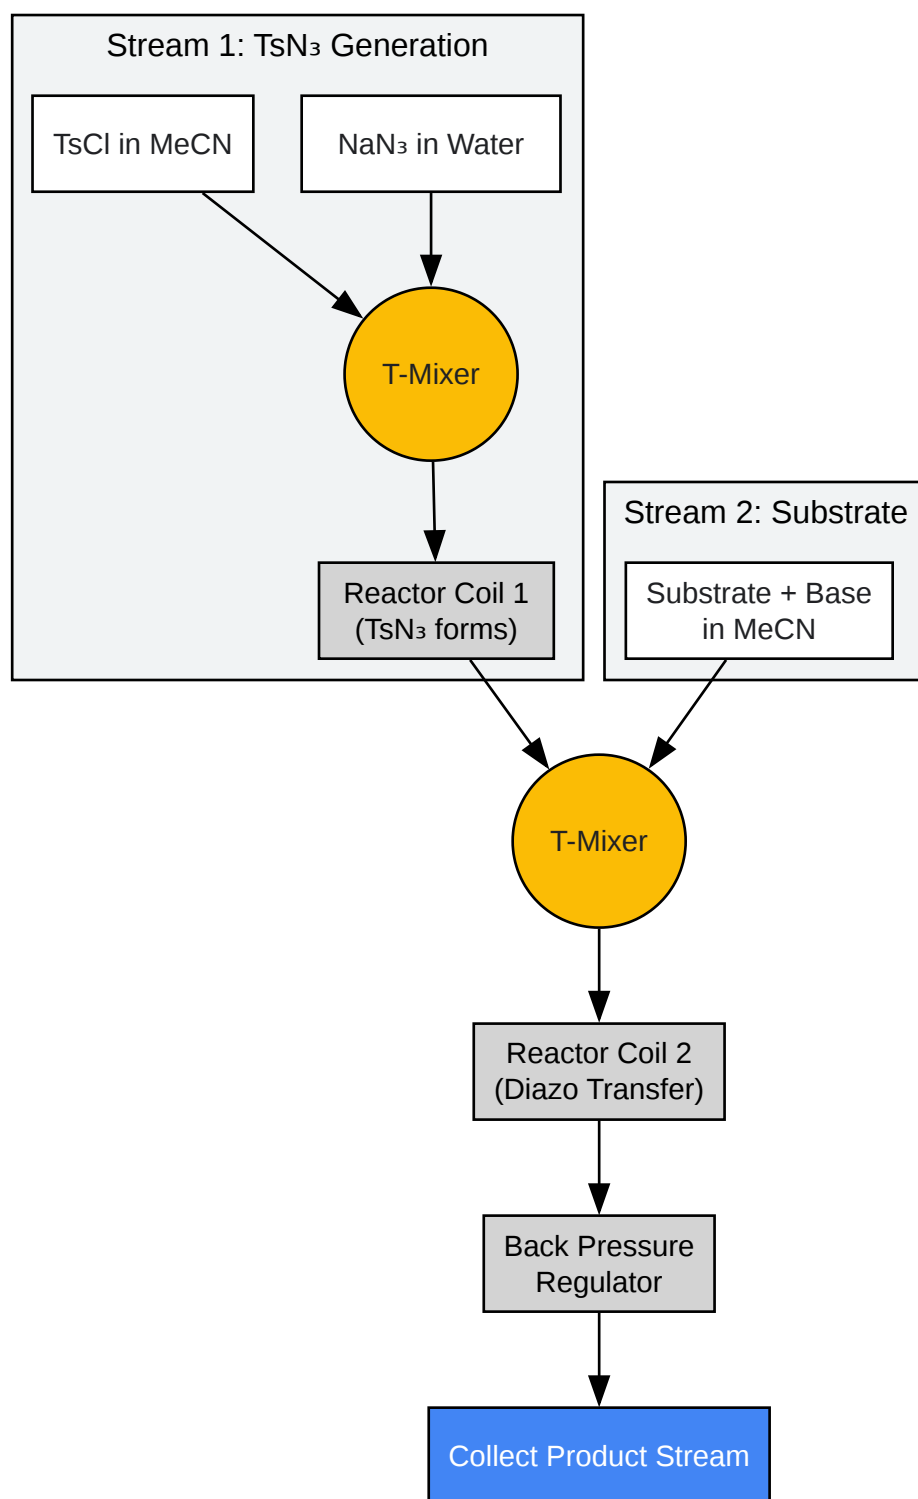 Stream 1: TsN₃ Generation
TsCl in MeCN
NaN₃ in Water
T-Mixer
Reactor Coil 1
(TsN₃ forms)
Stream 2: Substrate
Substrate + Base
in MeCN
T-Mixer
Reactor Coil 2
(Diazo Transfer)
Back Pressure
Regulator
Collect Product Stream